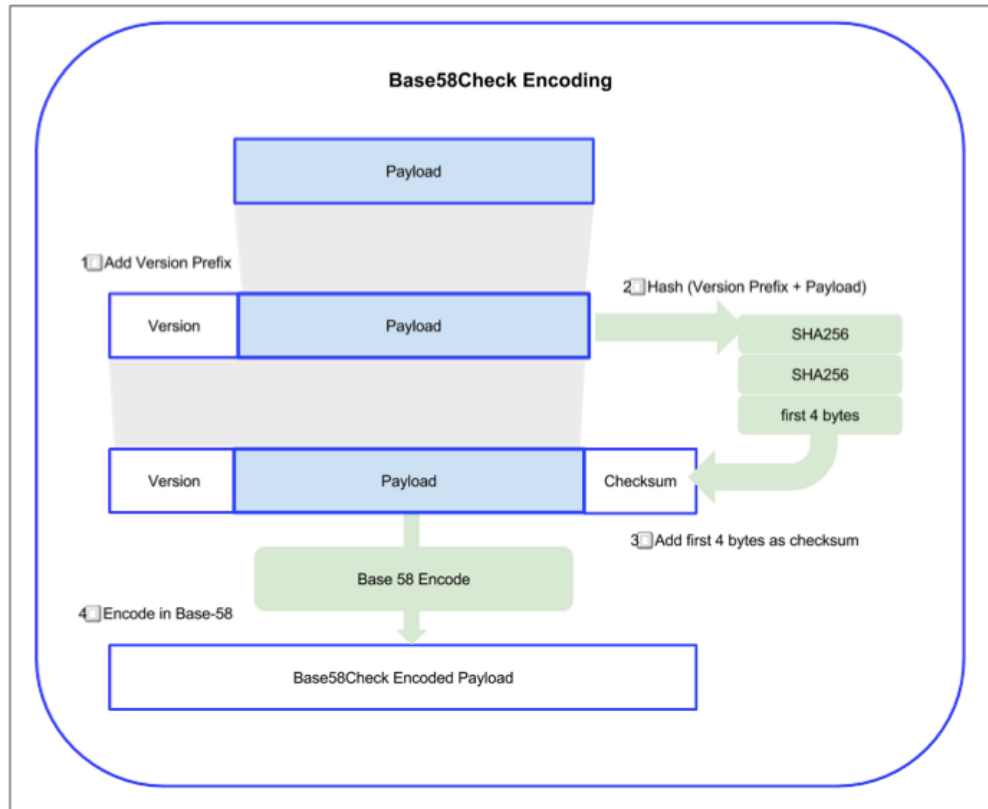 Base58Check Encoding
Payload
1 Add Version Prefix
2 Hash (Version Prefix + Payload)
Version
Payload
SHA256
SHA256
first 4 bytes
Version
Payload
Checksum
3 Add first 4 bytes as checksum
Base 58 Encode
4 Encode in Base-58
Base58Check Encoded Payload